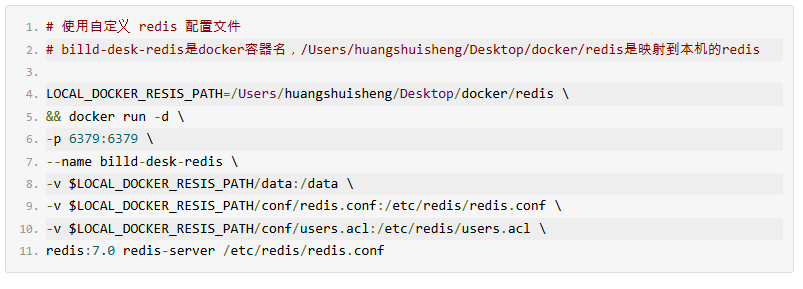 1. # 使用自定义 redis 配置文件
2. # billd-desk-redis是docker容器名，/Users/huangshuisheng/Desktop/docker/redis是映射到本机的redis
3.
4. LOCAL_DOCKER_RESIS_PATH=/Users/huangshuisheng/Desktop/docker/redis \
5. && docker run -d \
6. -p 6379:6379 \
7. --name billd-desk-redis \
8. -v $LOCAL_DOCKER_RESIS_PATH/data:/data \
9. -v $LOCAL_DOCKER_RESIS_PATH/conf/redis.conf:/etc/redis/redis.conf \
10. -v $LOCAL_DOCKER_RESIS_PATH/conf/users.acl:/etc/redis/users.acl \
11. redis:7.0 redis-server /etc/redis/redis.conf